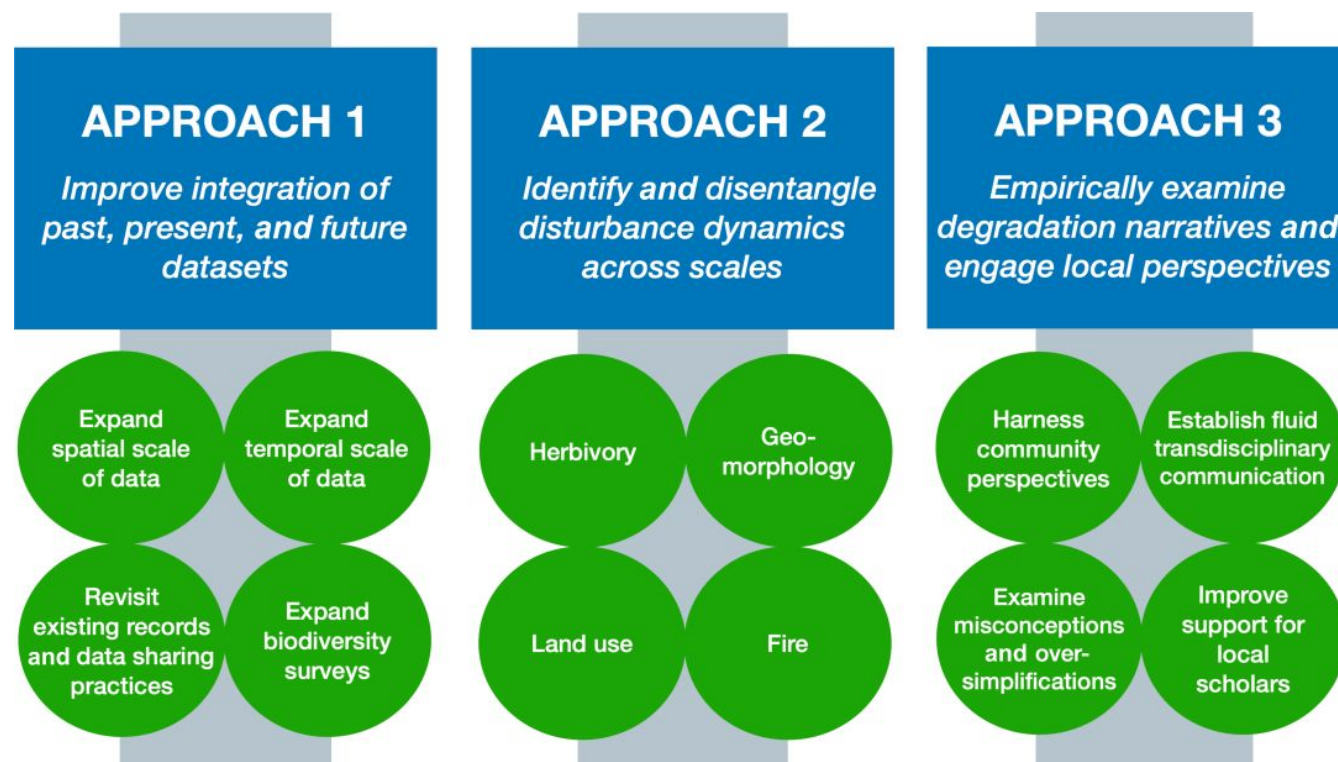 APPROACH 1
Improve integration of
past, present, and future
datasets
Expand
spatial scale
of data
Expand
temporal scale
of data
Revisit
existing records
and data sharing
practices
Expand
biodiversity
surveys
APPROACH 2
Identify and disentangle
disturbance dynamics
across scales
Herbivory
Geo-
morphology
Land use
Fire
APPROACH 3
Empirically examine
degradation narratives and
engage local perspectives
Harness
community
perspectives
Establish fluid
transdisciplinary
communication
Examine
misconceptions
and over-
simplifications
Improve
support for
local
scholars